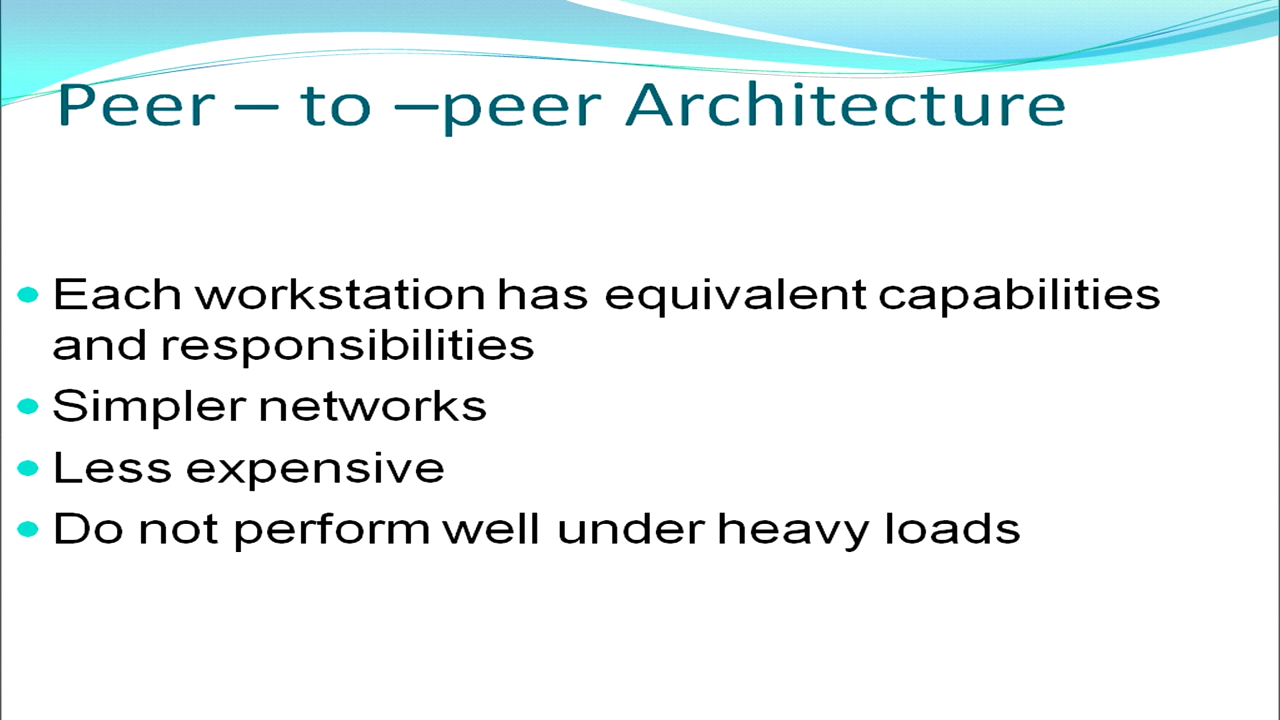 Peer – to –peer Architecture
• Each workstation has equivalent capabilities
and responsibilities
• Simpler networks
• Less expensive
• Do not perform well under heavy loads